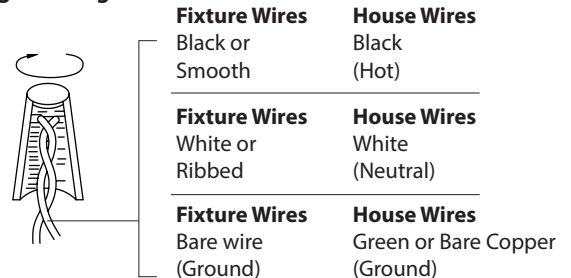 Fixture Wires House Wires
Black or Black
Smooth (Hot)
Fixture Wires House Wires
White or White
Ribbed (Neutral)
Fixture Wires House Wires
Bare wire Green or Bare Copper
(Ground) (Ground)